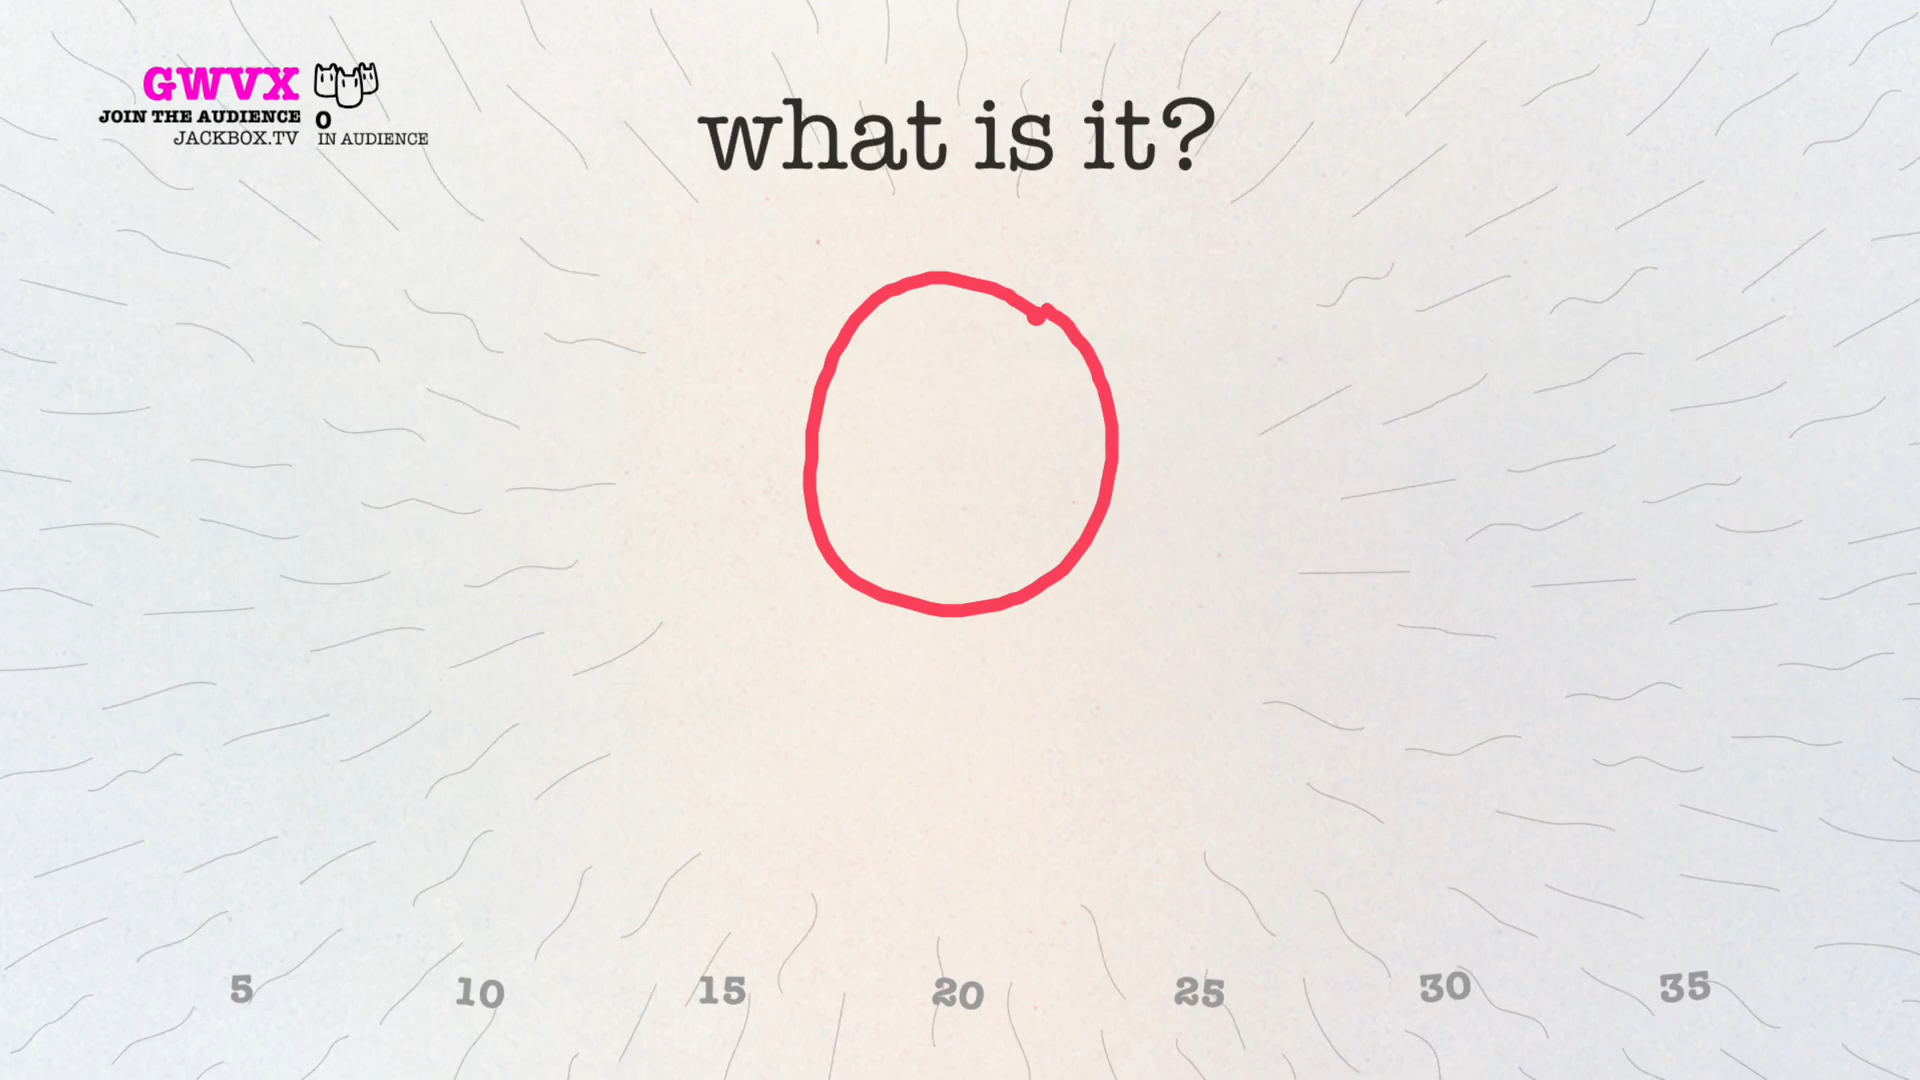 GWVX
JOIN THE AUDIENCE
JACKBOX.TV
0
IN AUDIENCE
what is it?
5 10 15 20 25 30 35